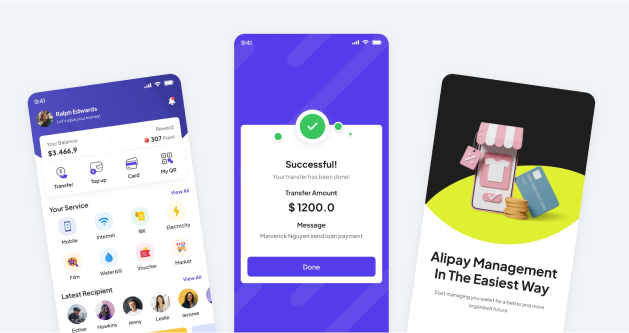 9:41
Ralph Edwards
Let's save your money!
Your Balance:
$3.466,9
Reward
307 Point
Transfer
Top up
Card
My QR
Your Service
View All
Mobile
Internet
Bill
Electricity
Film
Water bill
Voucher
Market
Latest Recipient
View All
Esther
Hawkins
Jenny
Leslie
Jerome
9:41
Successful!
Your transfer has been done!
Transfer Amount
$ 1200.0
Message
Marverick Nguyen send loan payment
Done
Alipay Management
In The Easiest Way
Start managing you wallet for a better and more
organized future